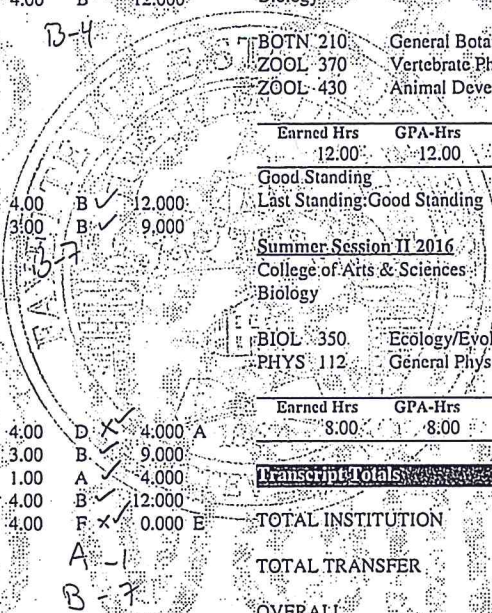 4.00 B 12.000
B-4
4.00 B ✓ 12.000
3.00 B ✓ 9.000
B-7
4.00 D x✓ 4.000 A
3.00 B ✓ 9.000
1.00 A ✓ 4.000
4.00 B ✓ 12.000
4.00 F x✓ 0.000 E
A-1
B-7
Biology
BOTN 210 General Bota
ZOOL 370 Vertebrate Ph
ZOOL 430 Animal Deve
Earned Hrs GPA-Hrs
12.00 12.00
Good Standing
Last Standing:Good Standing
Summer Session II 2016
College of Arts & Sciences
Biology
BIOL 350 Ecology/Evol
PHYS 112 General Phys
Earned Hrs GPA-Hrs
8.00 8.00
Transcript Totals
TOTAL INSTITUTION
TOTAL TRANSFER
OVERALL